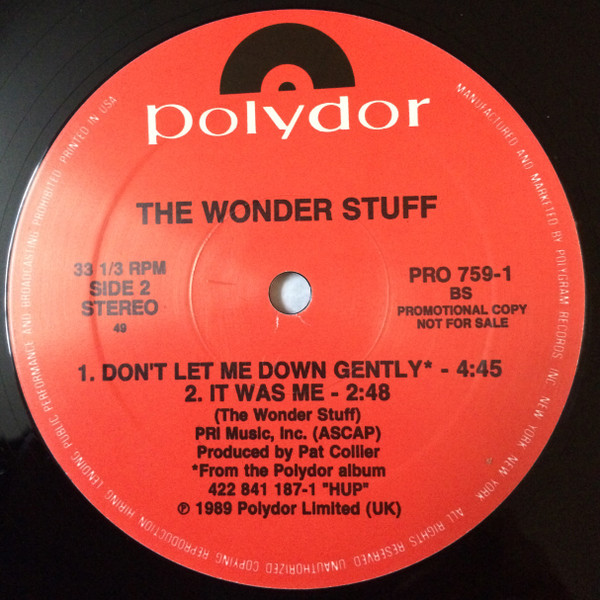 polydor
THE WONDER STUFF
33 1/3 RPM
SIDE 2
STEREO
49
PRO 759-1
BS
PROMOTIONAL COPY
NOT FOR SALE
1. DON'T LET ME DOWN GENTLY* - 4:45
2. IT WAS ME - 2:48
(The Wonder Stuff)
PRI Music, Inc. (ASCAP)
Produced by Pat Collier
*From the Polydor album
422 841 187-1 "HUP"
℗ 1989 Polydor Limited (UK)
MANUFACTURED AND MARKETED BY POLYGRAM RECORDS INC. NEW YORK, NEW YORK. ALL RIGHTS RESERVED UNAUTHORIZED COPYING REPRODUCTION HIRING LENDING PUBLIC PERFORMANCE AND BROADCASTING PROHIBITED. PRINTED IN USA